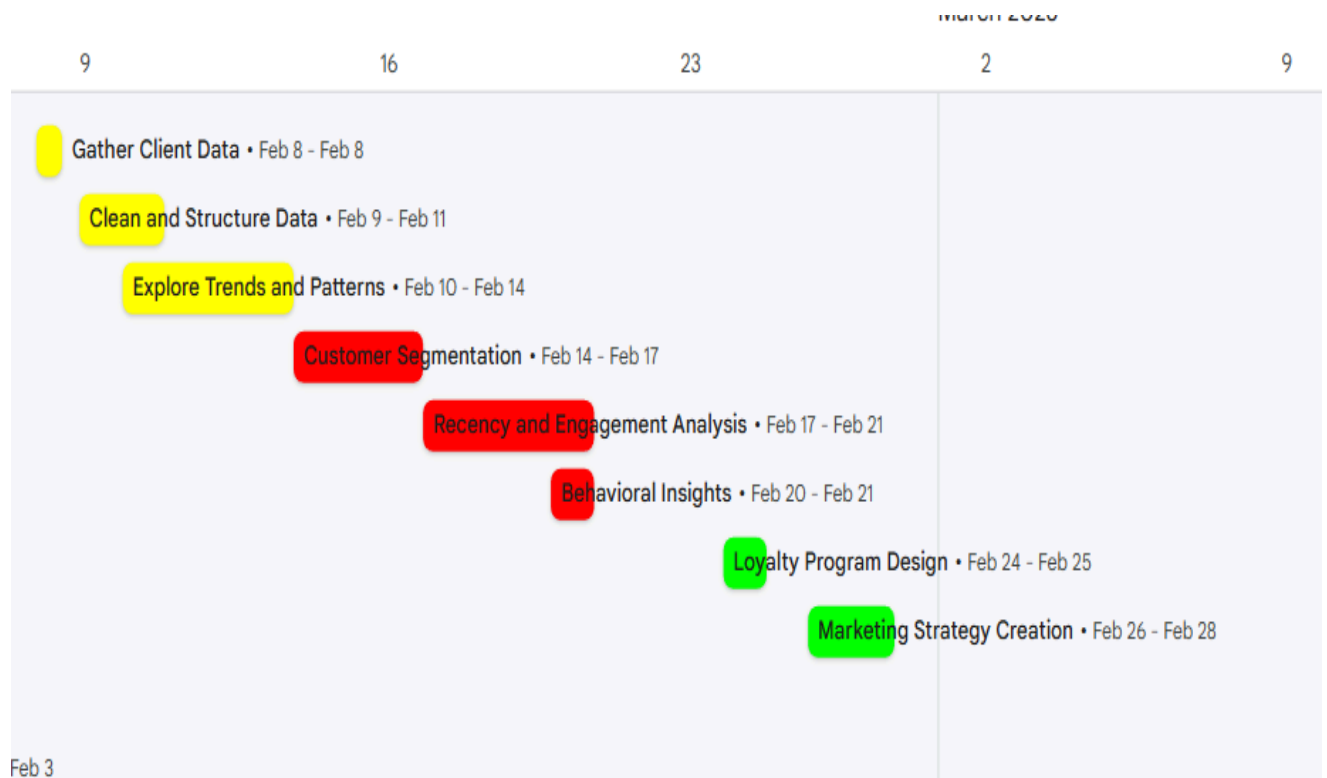 9 16 23 2 9
Gather Client Data • Feb 8 - Feb 8
Clean and Structure Data • Feb 9 - Feb 11
Explore Trends and Patterns • Feb 10 - Feb 14
Customer Segmentation • Feb 14 - Feb 17
Recency and Engagement Analysis • Feb 17 - Feb 21
Behavioral Insights • Feb 20 - Feb 21
Loyalty Program Design • Feb 24 - Feb 25
Marketing Strategy Creation • Feb 26 - Feb 28
Feb 3